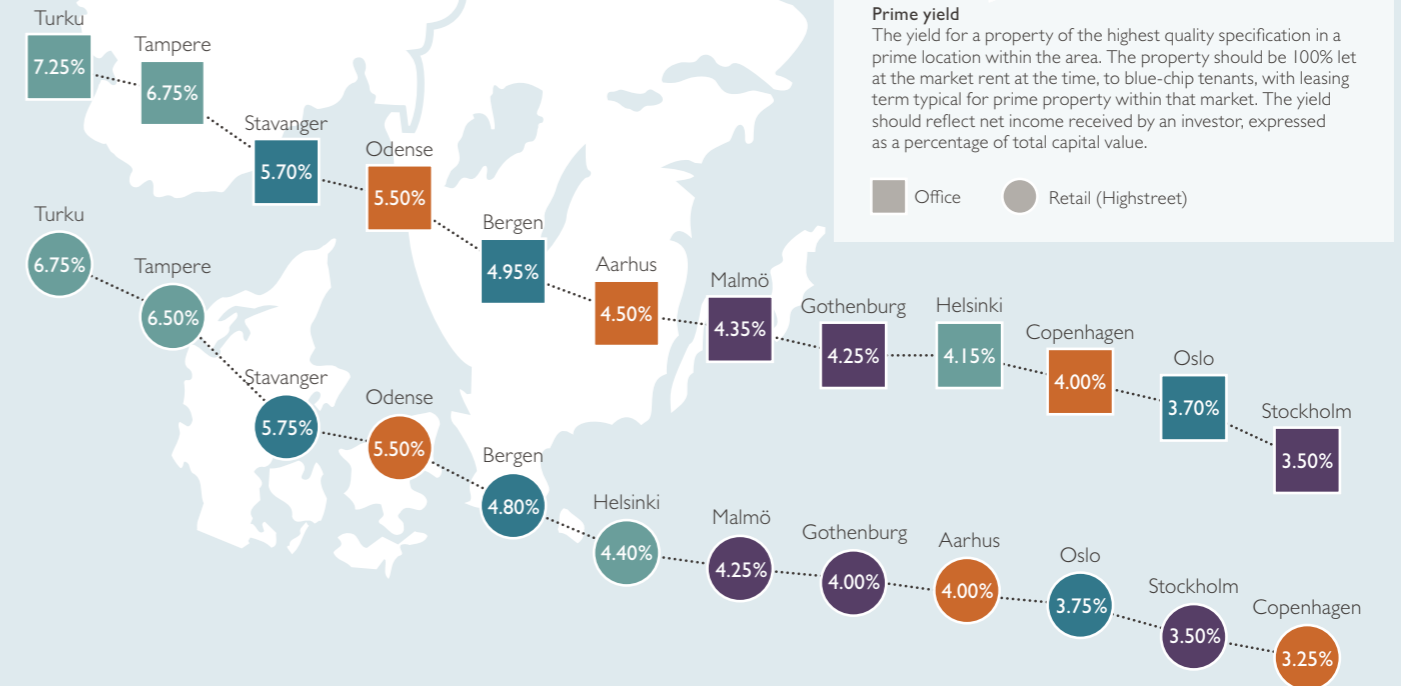 Prime yield
The yield for a property of the highest quality specification in a
prime location within the area. The property should be 100% let
at the market rent at the time, to blue-chip tenants, with leasing
term typical for prime property within that market. The yield
should reflect net income received by an investor, expressed
as a percentage of total capital value.
Office
Retail (Highstreet)
Turku
7.25%
Tampere
6.75%
Stavanger
5.70%
Odense
5.50%
Bergen
4.95%
Aarhus
4.50%
Malmö
4.35%
Gothenburg
4.25%
Helsinki
4.15%
Copenhagen
4.00%
Oslo
3.70%
Stockholm
3.50%
Turku
6.75%
Tampere
6.50%
Stavanger
5.75%
Odense
5.50%
Bergen
4.80%
Helsinki
4.40%
Malmö
4.25%
Gothenburg
4.00%
Aarhus
4.00%
Oslo
3.75%
Stockholm
3.50%
Copenhagen
3.25%